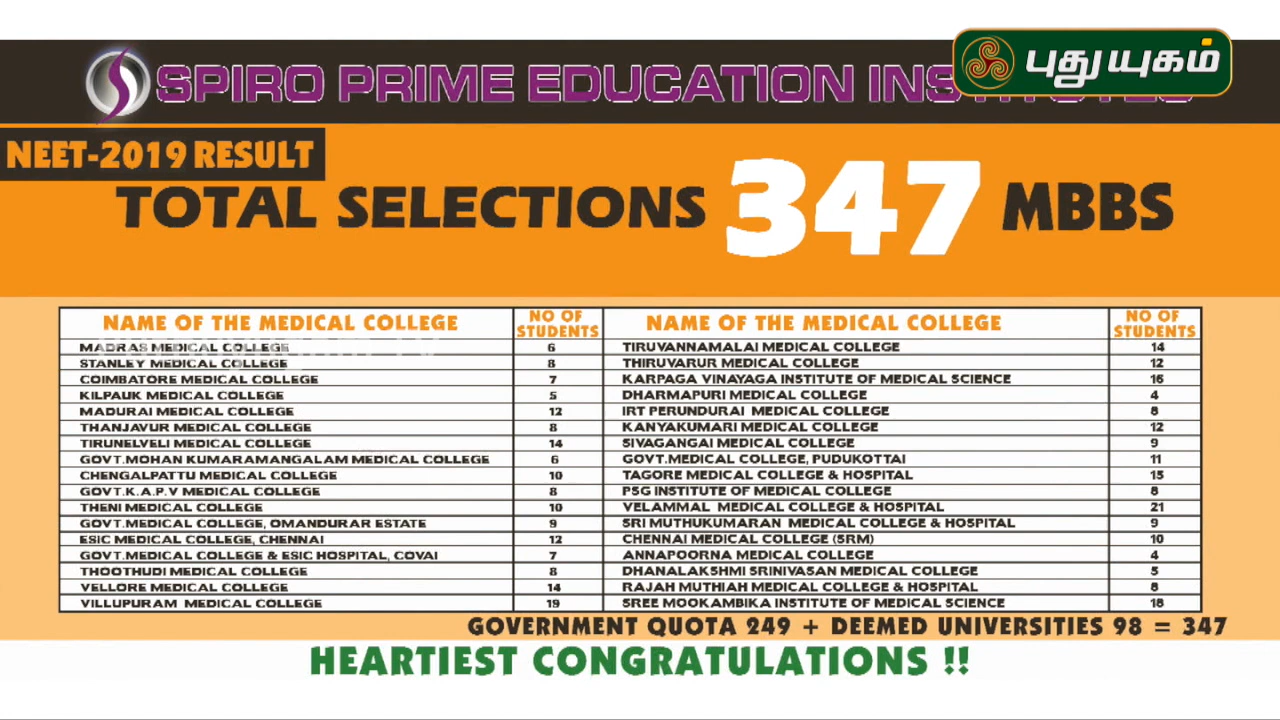 SPIRO PRIME EDUCATION
புதுயுகம்
NEET-2019 RESULT
TOTAL SELECTIONS 347 MBBS
NAME OF THE MEDICAL COLLEGE NO OF STUDENTS NAME OF THE MEDICAL COLLEGE NO OF STUDENTS
MADRAS MEDICAL COLLEGE 6 TIRUVANNAMALAI MEDICAL COLLEGE 14
STANLEY MEDICAL COLLEGE 8 THIRUVARUR MEDICAL COLLEGE 12
COIMBATORE MEDICAL COLLEGE 7 KARPAGA VINAYAGA INSTITUTE OF MEDICAL SCIENCE 16
KILPAUK MEDICAL COLLEGE 5 DHARMAPURI MEDICAL COLLEGE 4
MADURAI MEDICAL COLLEGE 12 IRT PERUNDURAI MEDICAL COLLEGE 8
THANJAVUR MEDICAL COLLEGE 8 KANYAKUMARI MEDICAL COLLEGE 12
TIRUNELVELI MEDICAL COLLEGE 14 SIVAGANGAI MEDICAL COLLEGE 9
GOVT.MOHAN KUMARAMANGALAM MEDICAL COLLEGE 6 GOVT.MEDICAL COLLEGE, PUDUKOTTAI 11
CHENGALPATTU MEDICAL COLLEGE 10 TAGORE MEDICAL COLLEGE & HOSPITAL 15
GOVT.K.A.P.V MEDICAL COLLEGE 8 PSG INSTITUTE OF MEDICAL COLLEGE 8
THENI MEDICAL COLLEGE 10 VELAMMAL MEDICAL COLLEGE & HOSPITAL 21
GOVT.MEDICAL COLLEGE, OMANDURAR ESTATE 9 SRI MUTHUKUMARAN MEDICAL COLLEGE & HOSPITAL 9
ESIC MEDICAL COLLEGE, CHENNAI 12 CHENNAI MEDICAL COLLEGE (SRM) 10
GOVT.MEDICAL COLLEGE & ESIC HOSPITAL, COVAI 7 ANNAPOORNA MEDICAL COLLEGE 4
THOOTHUDI MEDICAL COLLEGE 8 DHANALAKSHMI SRINIVASAN MEDICAL COLLEGE 5
VELLORE MEDICAL COLLEGE 14 RAJAH MUTHIAH MEDICAL COLLEGE & HOSPITAL 8
VILLUPURAM MEDICAL COLLEGE 19 SREE MOOKAMBIKA INSTITUTE OF MEDICAL SCIENCE 18
GOVERNMENT QUOTA 249 + DEEMED UNIVERSITIES 98 = 347
HEARTIEST CONGRATULATIONS !!